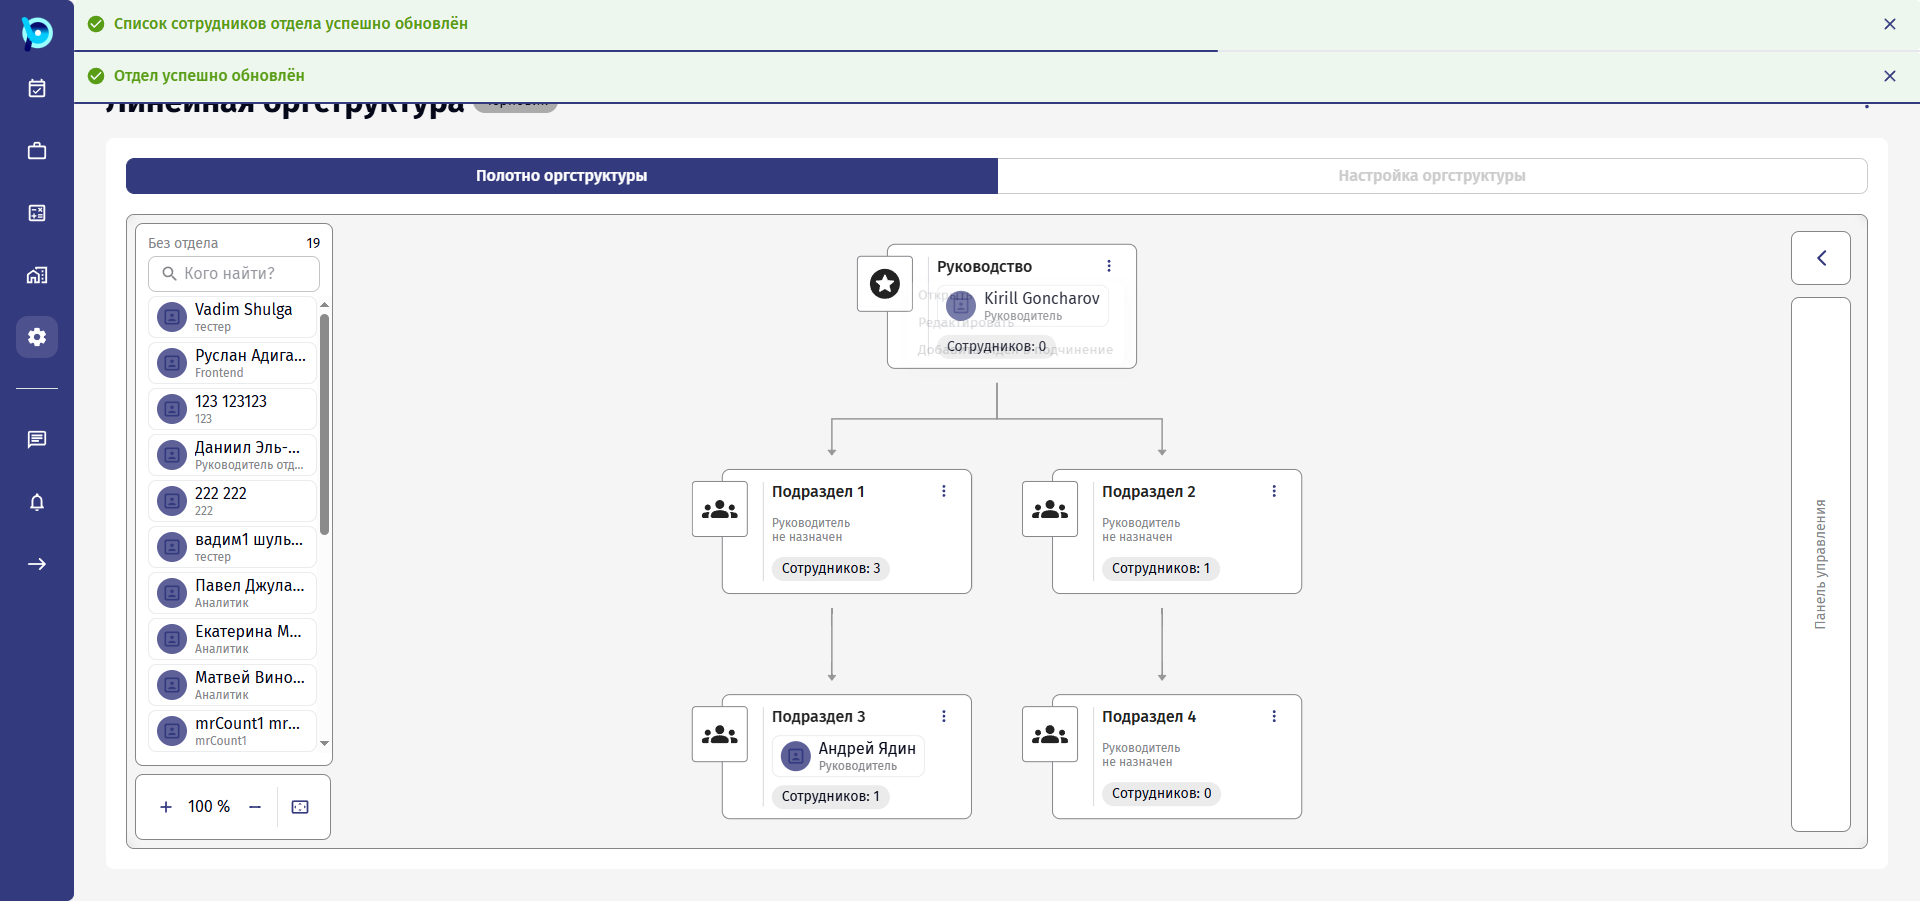 Список сотрудников отдела успешно обновлён
Отдел успешно обновлён
Линейная оргструктура
Полотно оргструктуры
Настройка оргструктуры
Без отдела 19
Кого найти?
Vadim Shulga
тестер
Руслан Адига...
Frontend
123 123123
123
Даниил Эль-...
Руководитель отд...
222 222
222
вадим1 шуль...
тестер
Павел Джула...
Аналитик
Екатерина М...
Аналитик
Матвей Вино...
Аналитик
mrCount1 mr...
mrCount1
100 %
Руководство
Открыть
Kirill Goncharov
Руководитель
Редактировать
Сотрудников: 0
Подраздел 1
Руководитель
не назначен
Сотрудников: 3
Подраздел 2
Руководитель
не назначен
Сотрудников: 1
Подраздел 3
Андрей Ядин
Руководитель
Сотрудников: 1
Подраздел 4
Руководитель
не назначен
Сотрудников: 0
Панель управления